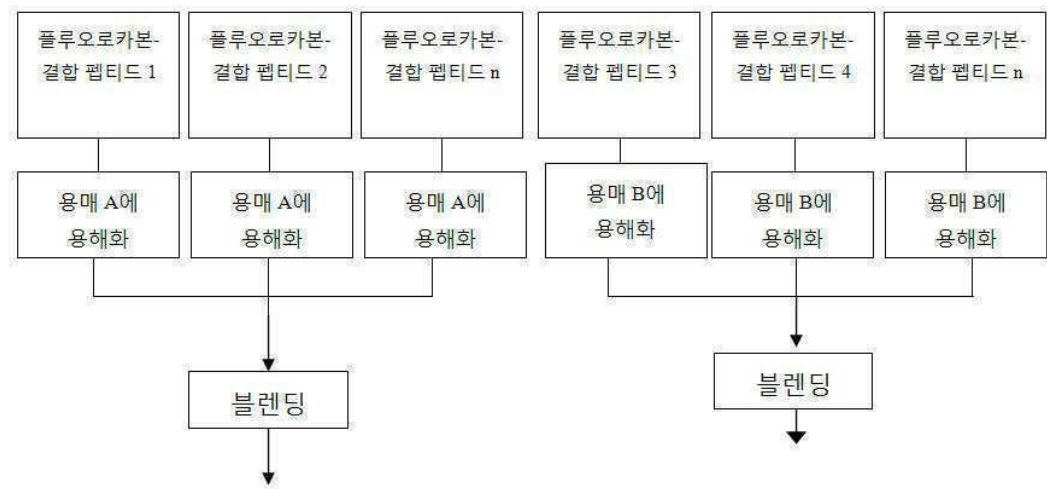 플루오로카본-
결합 펩티드 1
플루오로카본-
결합 펩티드 2
플루오로카본-
결합 펩티드 n
플루오로카본-
결합 펩티드 3
플루오로카본-
결합 펩티드 4
플루오로카본-
결합 펩티드 n
용매 A에
용해화
용매 A에
용해화
용매 A에
용해화
용매 B에
용해화
용매 B에
용해화
용매 B에
용해화
블렌딩
블렌딩